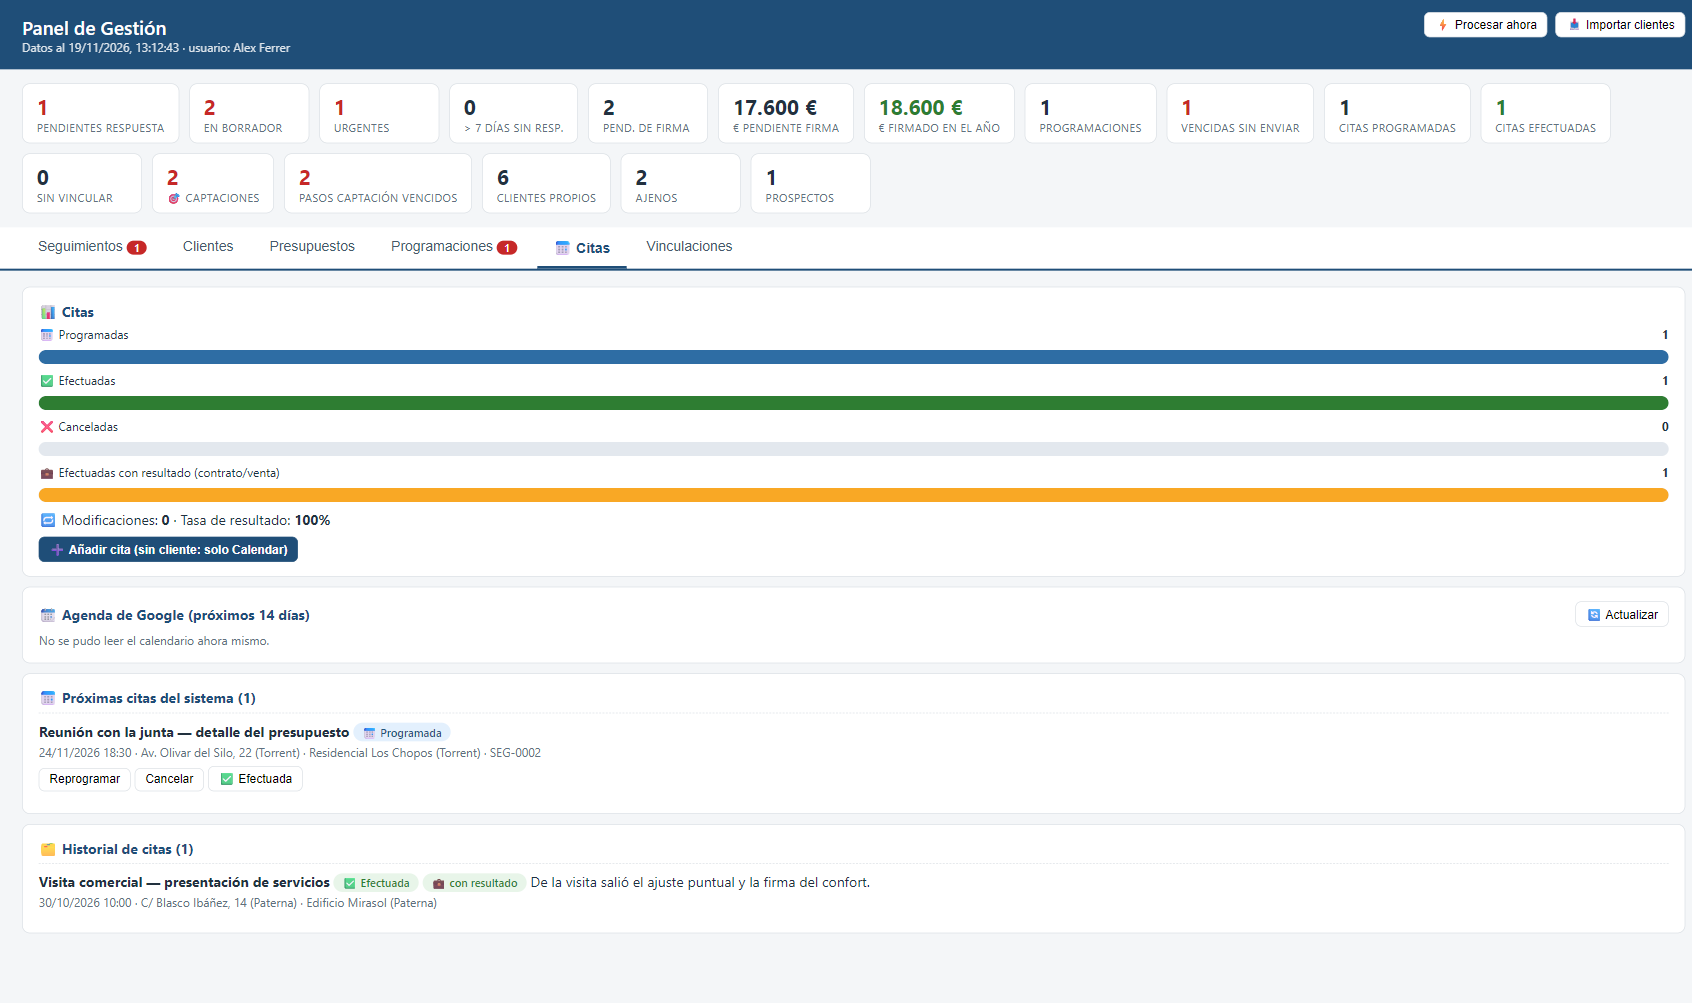 Panel de Gestión
Datos al 19/11/2026, 13:12:43 · usuario: Alex Ferrer
Procesar ahora
Importar clientes
1
PENDIENTES RESPUESTA
2
EN BORRADOR
1
URGENTES
0
> 7 DÍAS SIN RESP.
2
PEND. DE FIRMA
17.600 €
€ PENDIENTE FIRMA
18.600 €
€ FIRMADO EN EL AÑO
1
PROGRAMACIONES
1
VENCIDAS SIN ENVIAR
1
CITAS PROGRAMADAS
1
CITAS EFECTUADAS
0
SIN VINCULAR
2
CAPTACIONES
2
PASOS CAPTACIÓN VENCIDOS
6
CLIENTES PROPIOS
2
AJENOS
1
PROSPECTOS
Seguimientos 1
Clientes
Presupuestos
Programaciones 1
Citas
Vinculaciones
Citas
Programadas 1
Efectuadas 1
Canceladas 0
Efectuadas con resultado (contrato/venta) 1
Modificaciones: 0 · Tasa de resultado: 100%
Añadir cita (sin cliente: solo Calendar)
Agenda de Google (próximos 14 días)
Actualizar
No se pudo leer el calendario ahora mismo.
Próximas citas del sistema (1)
Reunión con la junta — detalle del presupuesto Programada
24/11/2026 18:30 · Av. Olivar del Silo, 22 (Torrent) · Residencial Los Chopos (Torrent) · SEG-0002
Reprogramar Cancelar Efectuada
Historial de citas (1)
Visita comercial — presentación de servicios Efectuada con resultado De la visita salió el ajuste puntual y la firma del confort.
30/10/2026 10:00 · C/ Blasco Ibáñez, 14 (Paterna) · Edificio Mirasol (Paterna)